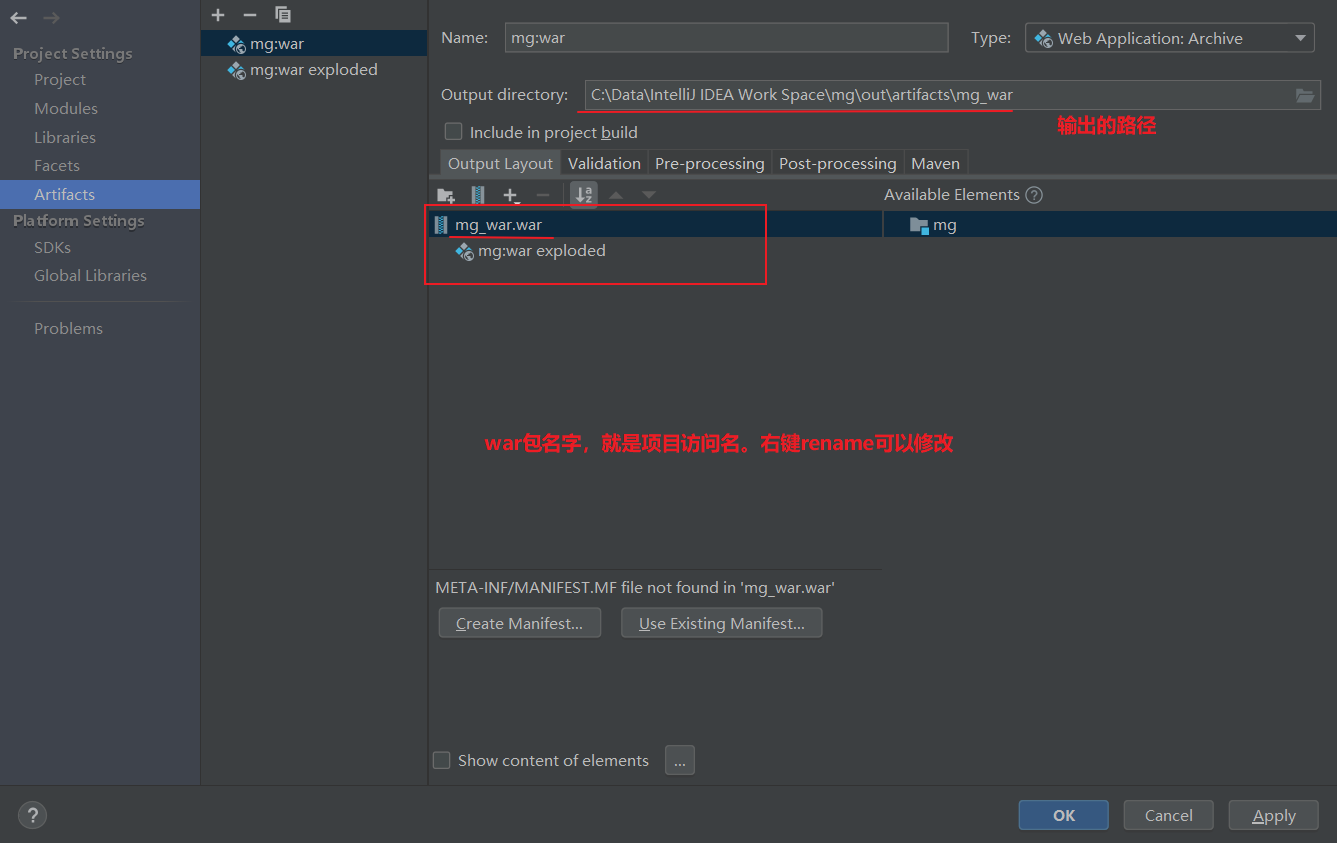 Project Settings
Project
Modules
Libraries
Facets
Artifacts
Platform Settings
SDKs
Global Libraries
Problems
mg:war
mg:war exploded
Name: mg:war Type: Web Application: Archive
Output directory: C:\Data\IntelliJ IDEA Work Space\mg\out\artifacts\mg_war
输出的路径
Include in project build
Output Layout Validation Pre-processing Post-processing Maven
Available Elements ?
mg_war.war mg
mg:war exploded
war包名字，就是项目访问名。右键rename可以修改
META-INF/MANIFEST.MF file not found in 'mg_war.war'
Create Manifest... Use Existing Manifest...
Show content of elements ...
? OK Cancel Apply